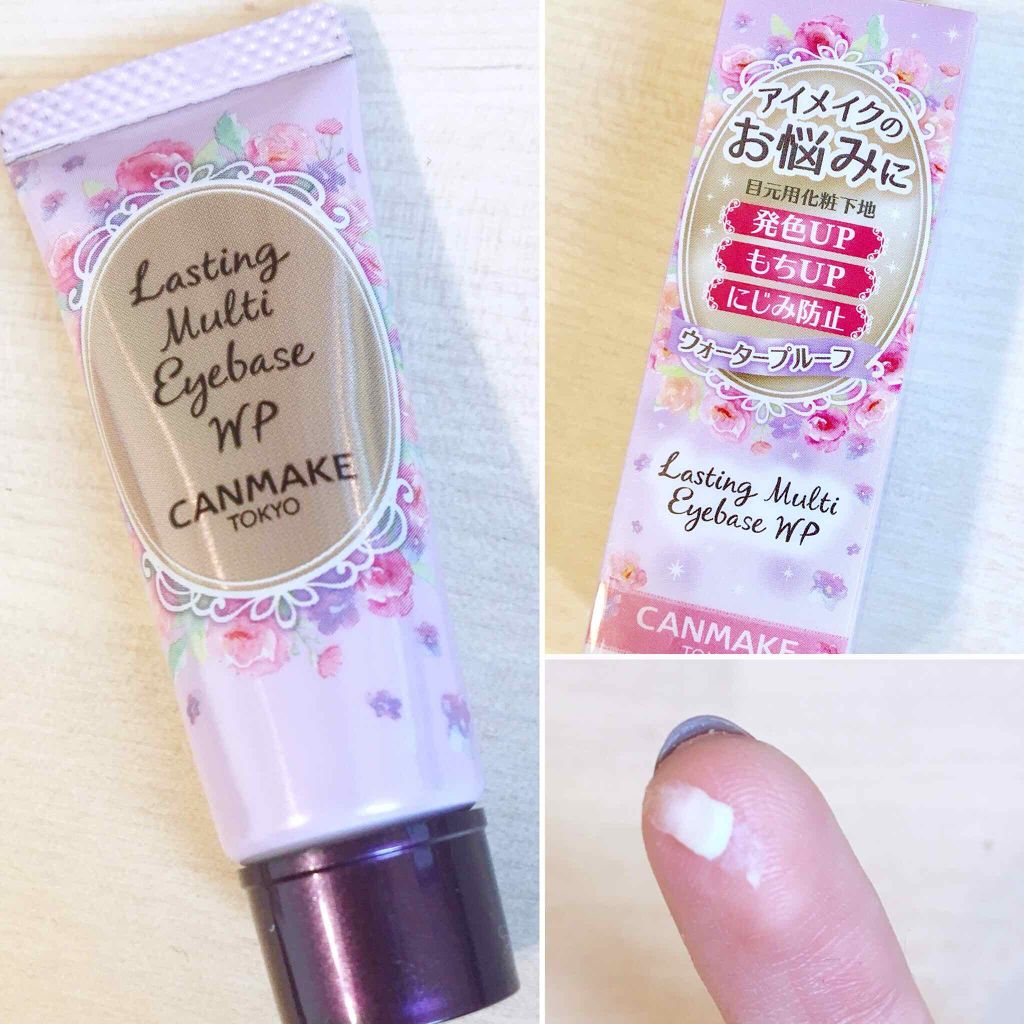 Lasting
Multi
Eyebase
WP
CANMAKE
TOKYO
アイメイクの
お悩みに
目元用化粧下地
発色UP
もちUP
にじみ防止
ウォータープルーフ
Lasting Multi
Eyebase WP
CANMAKE